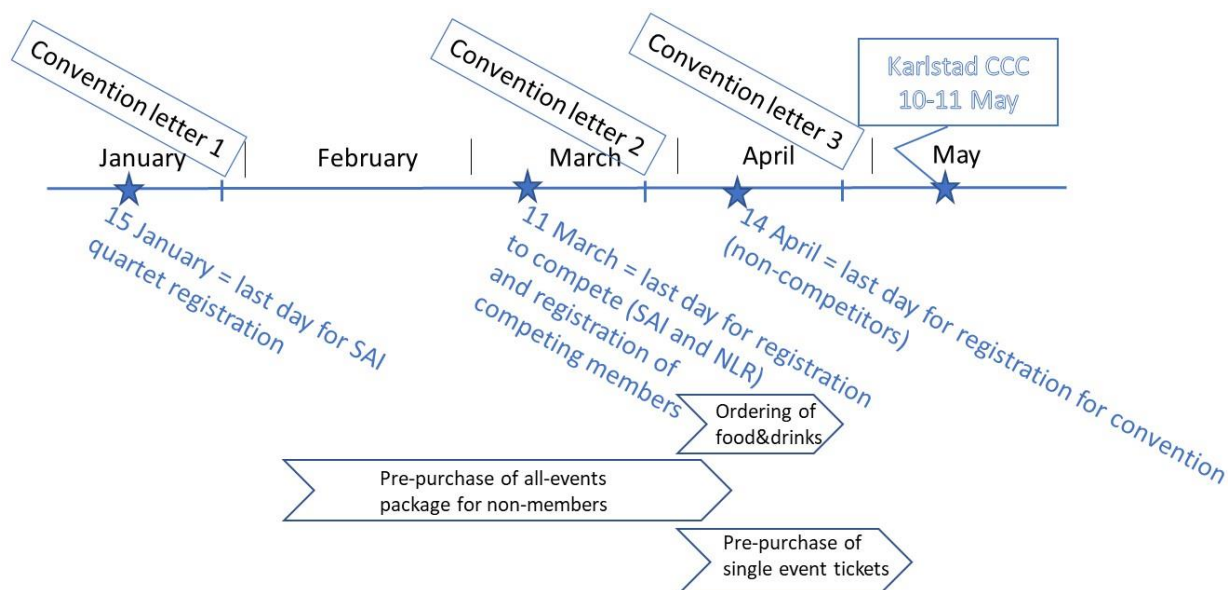 Convention letter 1
Convention letter 2
Convention letter 3
Karlstad CCC
10-11 May
January
February
March
April
May
15 January = last day for SAI
quartet registration
11 March = last day for registration
to compete (SAI and NLR)
and registration of
competing members
14 April = last day for registration for convention
(non-competitors)
Ordering of
food&drinks
Pre-purchase of all-events
package for non-members
Pre-purchase of
single event tickets